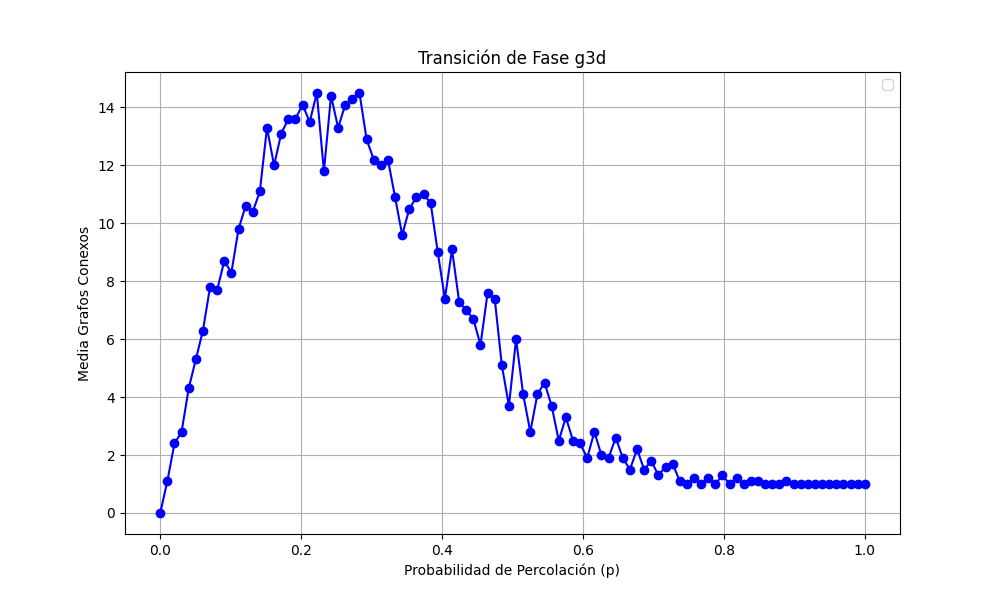 Transición de Fase g3d
Media Grafos Conexos
14
12
10
8
6
4
2
0
0.0 0.2 0.4 0.6 0.8 1.0
Probabilidad de Percolación (p)